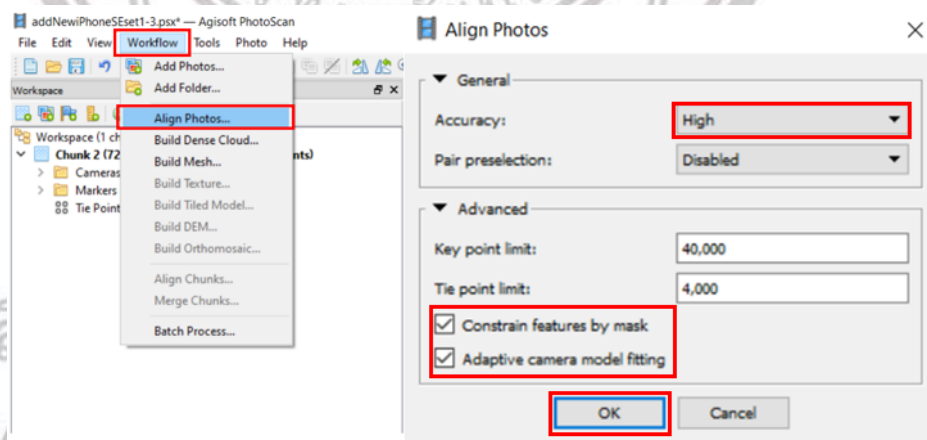 addNewiPhoneSEset1-3.psx* — Agisoft PhotoScan
File Edit View Workflow Tools Photo Help
Add Photos...
Workspace
Add Folder...
Align Photos...
Workspace (1 ch
Build Dense Cloud...
Chunk 2 (72 nts)
Build Mesh...
Cameras
Build Texture...
Markers
Build Tiled Model...
Tie Point
Build DEM...
Build Orthomosaic...
Align Chunks...
Merge Chunks...
Batch Process...
Align Photos
General
Accuracy: High
Pair preselection: Disabled
Advanced
Key point limit: 40,000
Tie point limit: 4,000
Constrain features by mask
Adaptive camera model fitting
OK Cancel